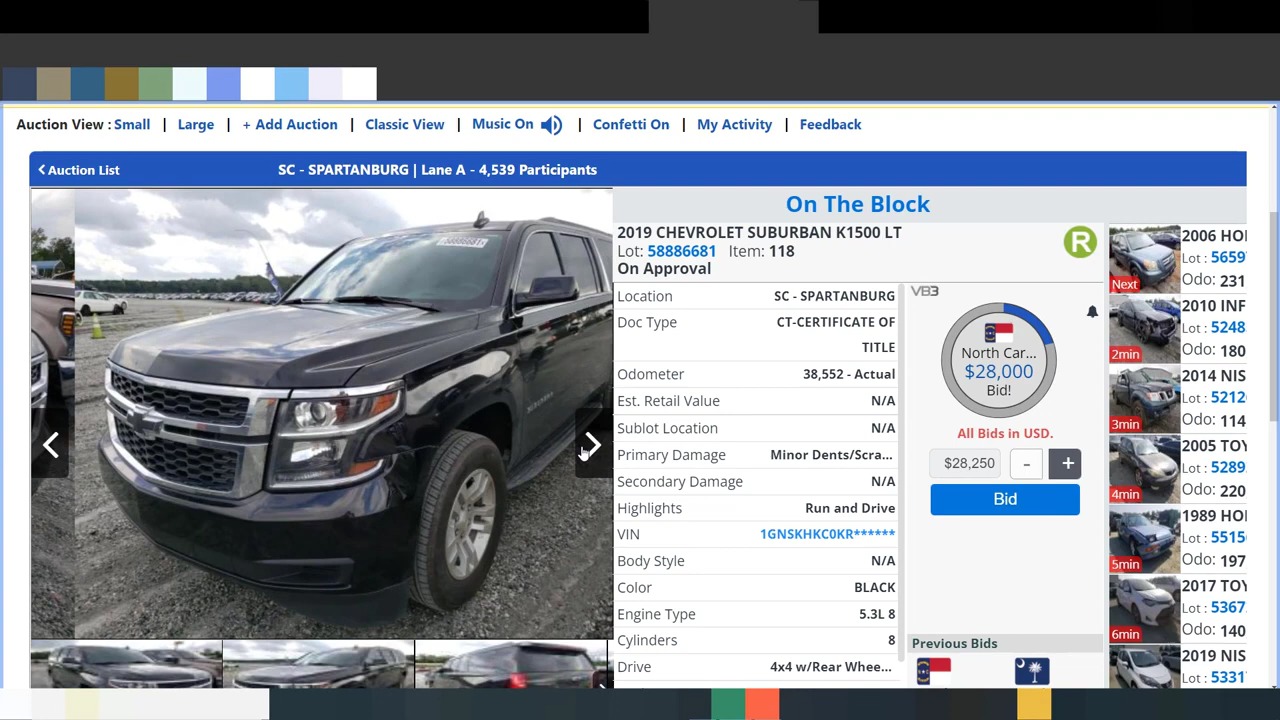 Auction View : Small | Large | + Add Auction | Classic View | Music On | Confetti On | My Activity | Feedback
Auction List
SC - SPARTANBURG | Lane A - 4,539 Participants
On The Block
2019 CHEVROLET SUBURBAN K1500 LT
Lot: 58886681 Item: 118
On Approval
R
Location SC - SPARTANBURG
Doc Type CT-CERTIFICATE OF
TITLE
Odometer 38,552 - Actual
Est. Retail Value N/A
Sublot Location N/A
Primary Damage Minor Dents/Scra...
Secondary Damage N/A
Highlights Run and Drive
VIN 1GNSKHKC0KR******
Body Style N/A
Color BLACK
Engine Type 5.3L 8
Cylinders 8
Drive 4x4 w/Rear Whee...
VB3
North Car...
$28,000
Bid!
All Bids in USD.
$28,250 - +
Bid
Previous Bids
2006 HO
Lot : 5659
Odo: 231
Next
2010 INF
Lot : 5248
Odo: 180
2min
2014 NIS
Lot : 5212
Odo: 114
3min
2005 TOY
Lot : 5289
Odo: 220
4min
1989 HO
Lot : 5515
Odo: 197
5min
2017 TOY
Lot : 5367
Odo: 140
6min
2019 NIS
Lot : 5331